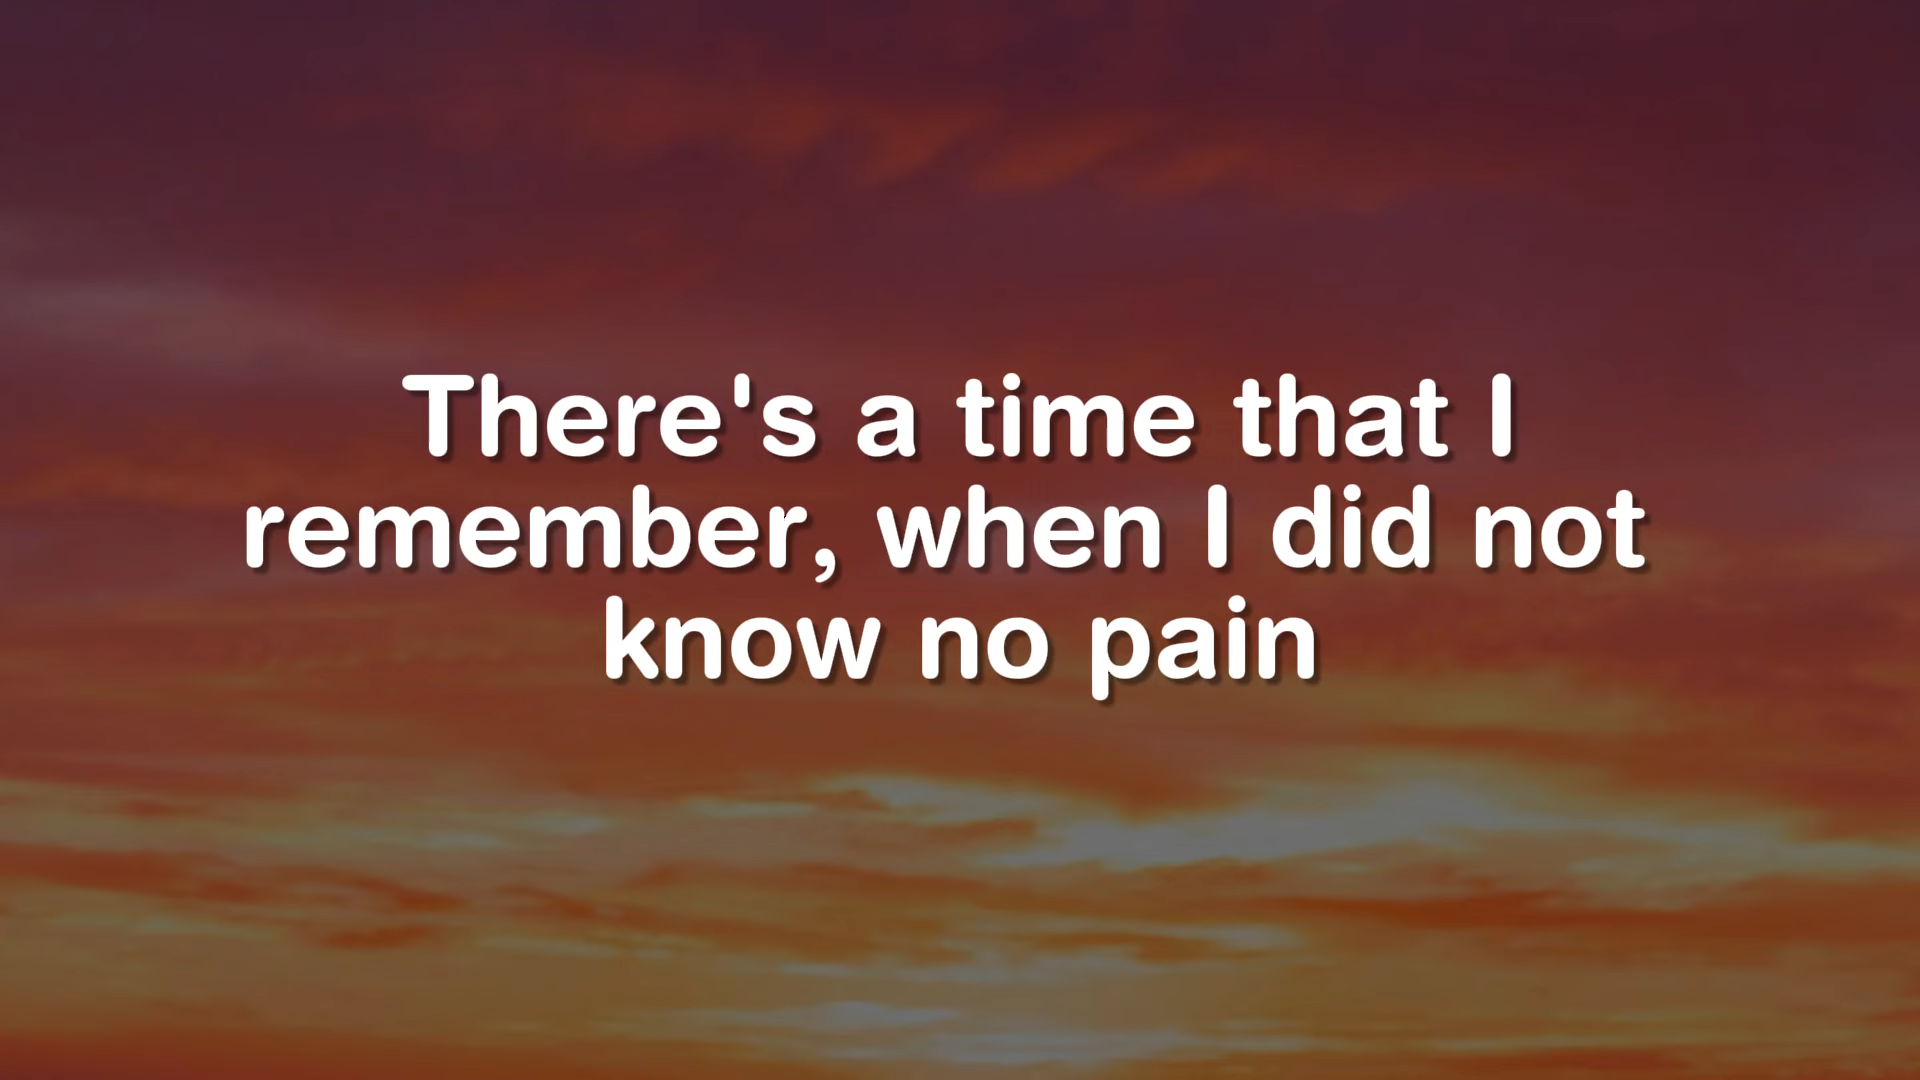 There's a time that I
remember, when I did not
know no pain